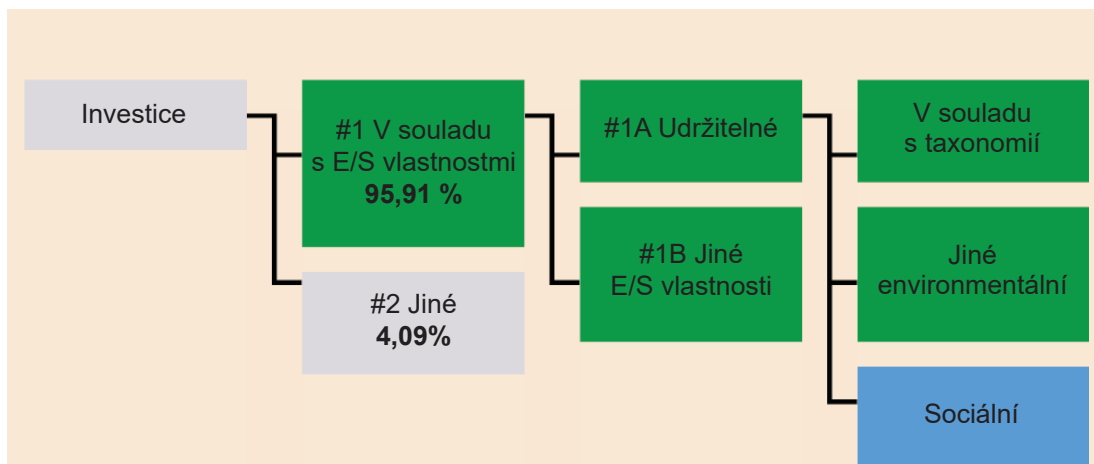 Investice
#1 V souladu
s E/S vlastnostmi
95,91 %
#2 Jiné
4,09%
#1A Udržitelné
#1B Jiné
E/S vlastnosti
V souladu
s taxonomií
Jiné
environmentální
Sociální